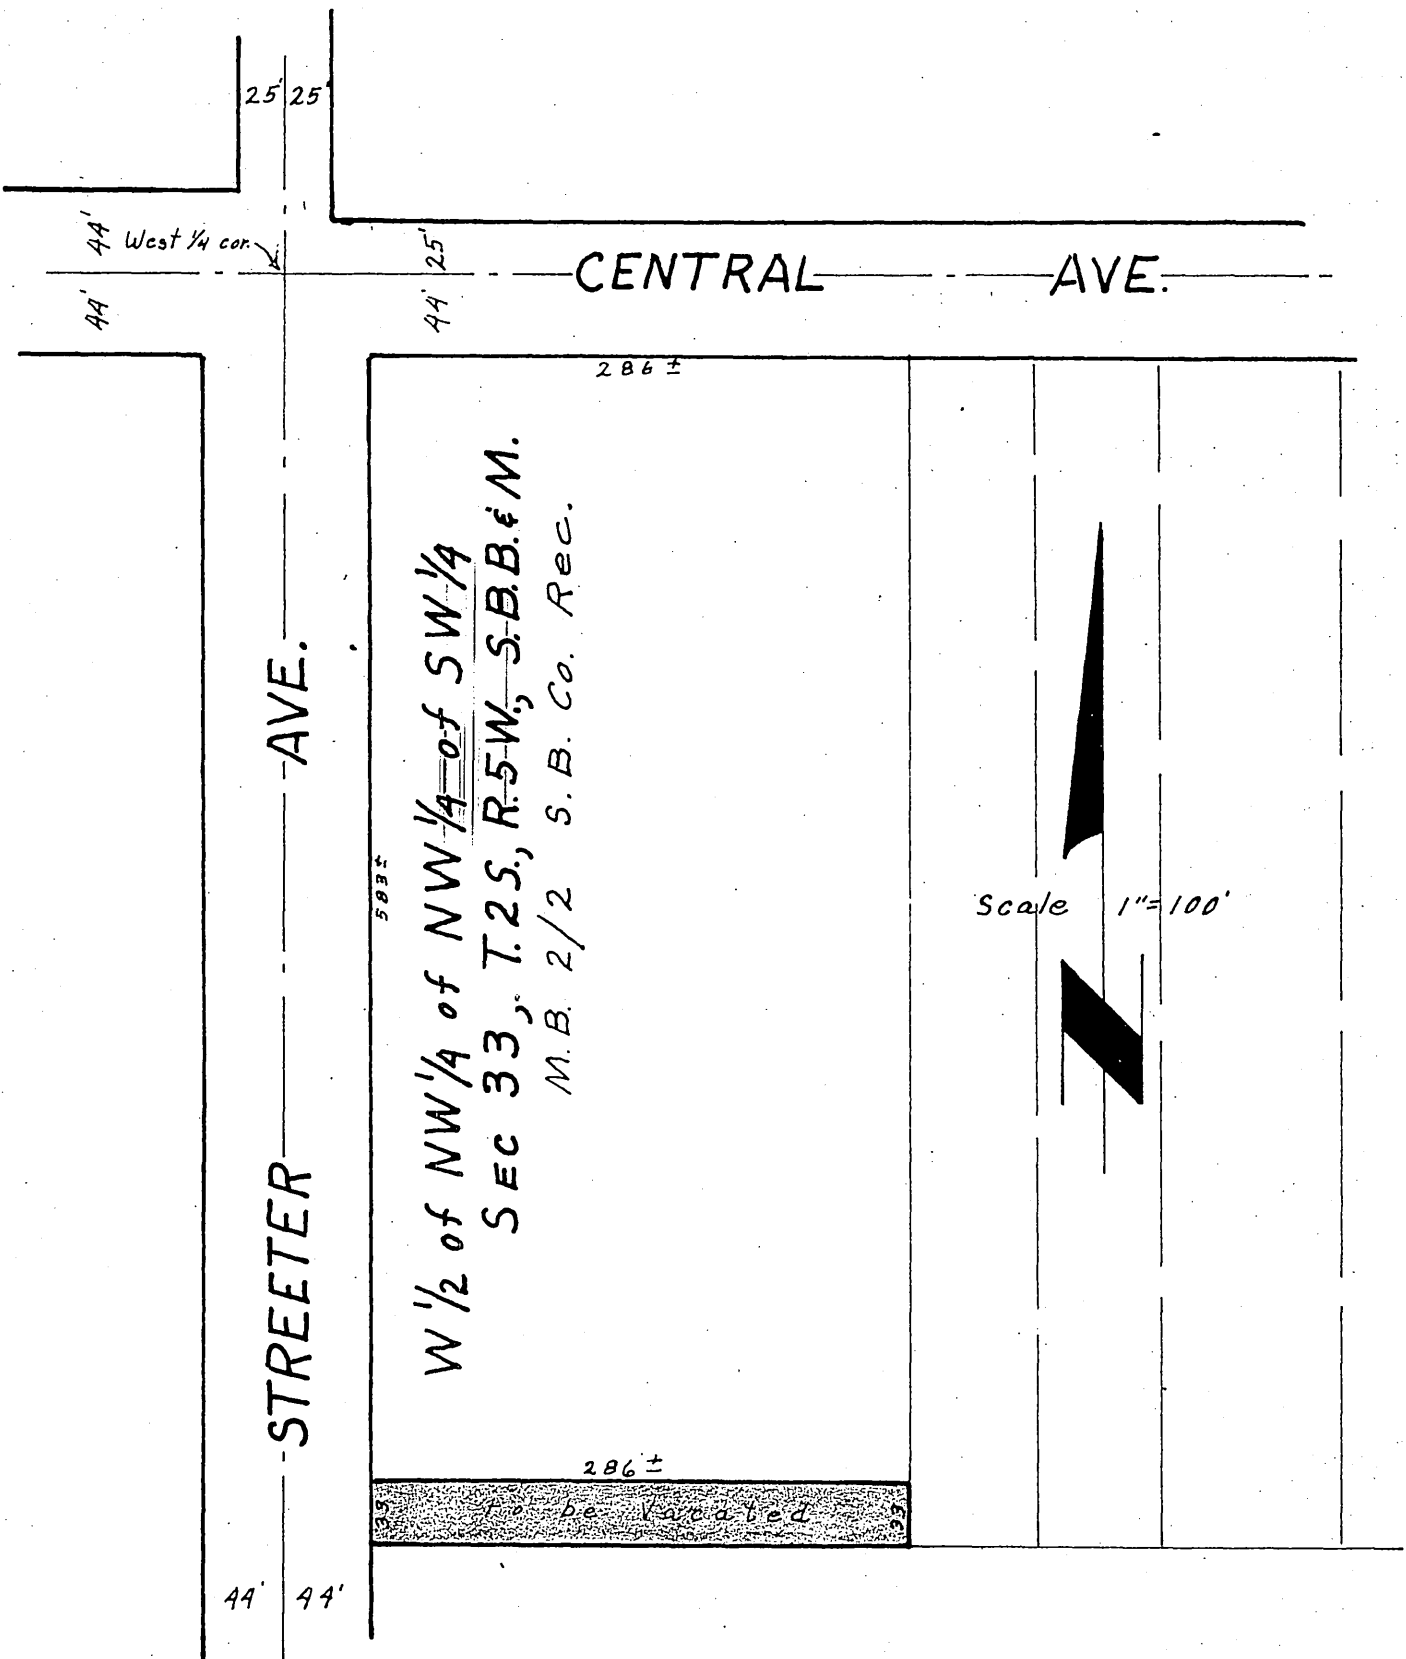 25' 25'
44'
West 1/4 cor.
25'
CENTRAL AVE.
44'
44'
286 ±
W 1/2 of NW 1/4 of NW 1/4 of SW 1/4
SEC 33, T.2S., R.5W., S.B.B. & M.
M.B. 2/2 S.B. Co. Rec.
583 ±
STREETER AVE.
Scale 1"=100'
N
286 ±
33
to be Vacated
33
44' 44'